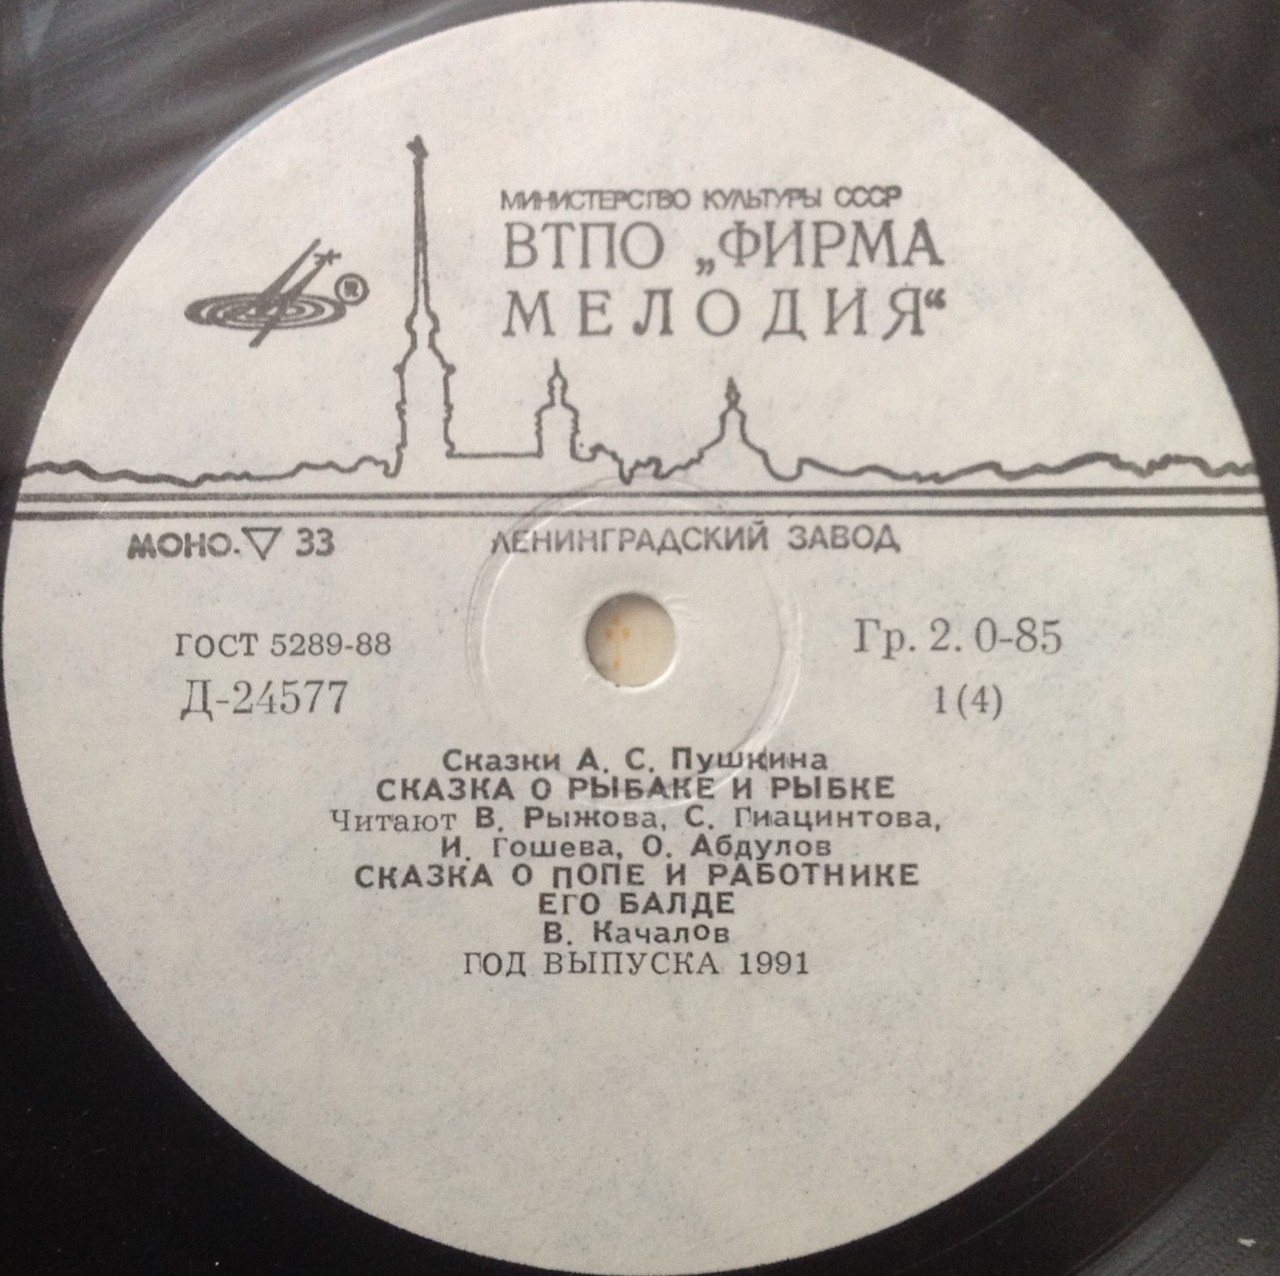 МИНИСТЕРСТВО КУЛЬТУРЫ СССР
ВТПО „ФИРМА
МЕЛОДИЯ“
®
МОНО. ▽ 33
ЛЕНИНГРАДСКИЙ ЗАВОД
ГОСТ 5289-88
Гр. 2. 0-85
Д-24577
1(4)
Сказки А. С. Пушкина
СКАЗКА О РЫБАКЕ И РЫБКЕ
Читают В. Рыжова, С. Гиацинтова,
И. Гошева, О. Абдулов
СКАЗКА О ПОПЕ И РАБОТНИКЕ
ЕГО БАЛДЕ
В. Качалов
ГОД ВЫПУСКА 1991